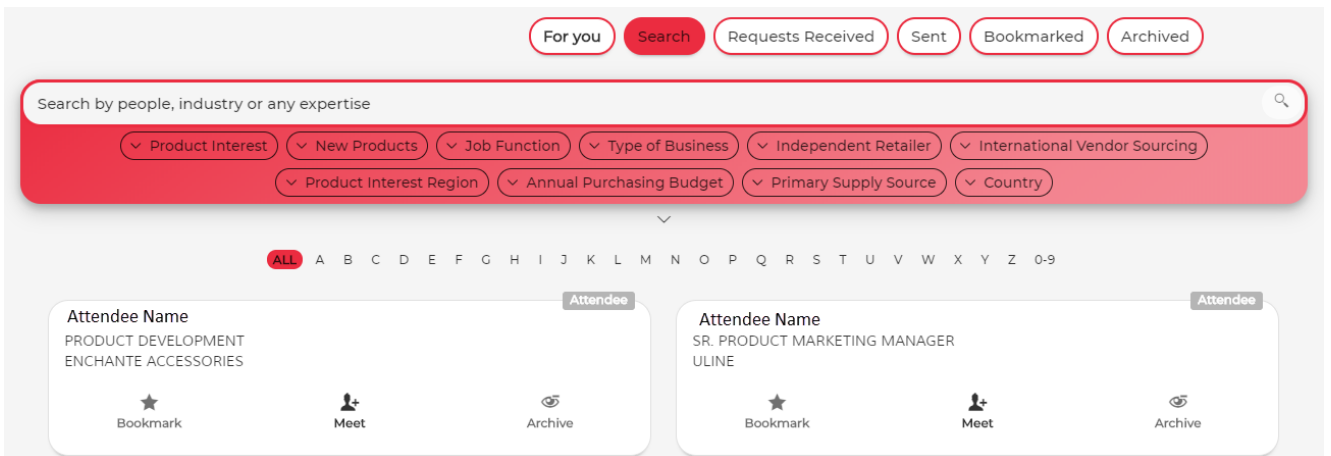 For you Search Requests Received Sent Bookmarked Archived
Search by people, industry or any expertise
Product Interest New Products Job Function Type of Business Independent Retailer International Vendor Sourcing
Product Interest Region Annual Purchasing Budget Primary Supply Source Country
ALL A B C D E F G H I J K L M N O P Q R S T U V W X Y Z 0-9
Attendee
Attendee Name
PRODUCT DEVELOPMENT
ENCHANTE ACCESSORIES
Bookmark Meet Archive
Attendee
Attendee Name
SR. PRODUCT MARKETING MANAGER
ULINE
Bookmark Meet Archive